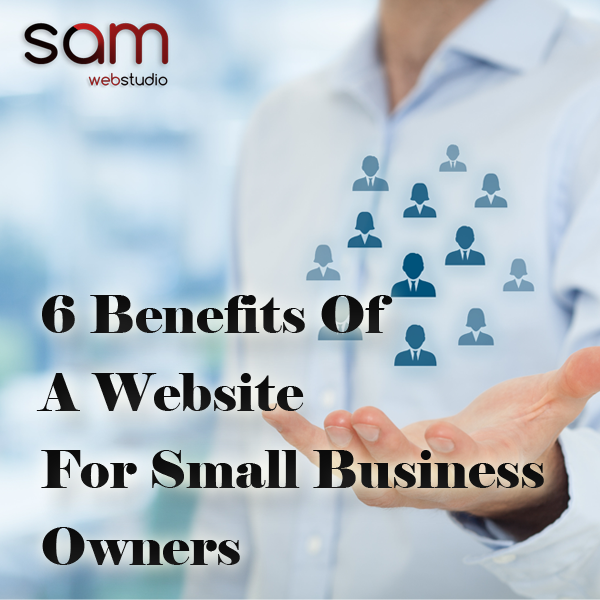 sam
webstudio
6 Benefits Of
A Website
For Small Business
Owners